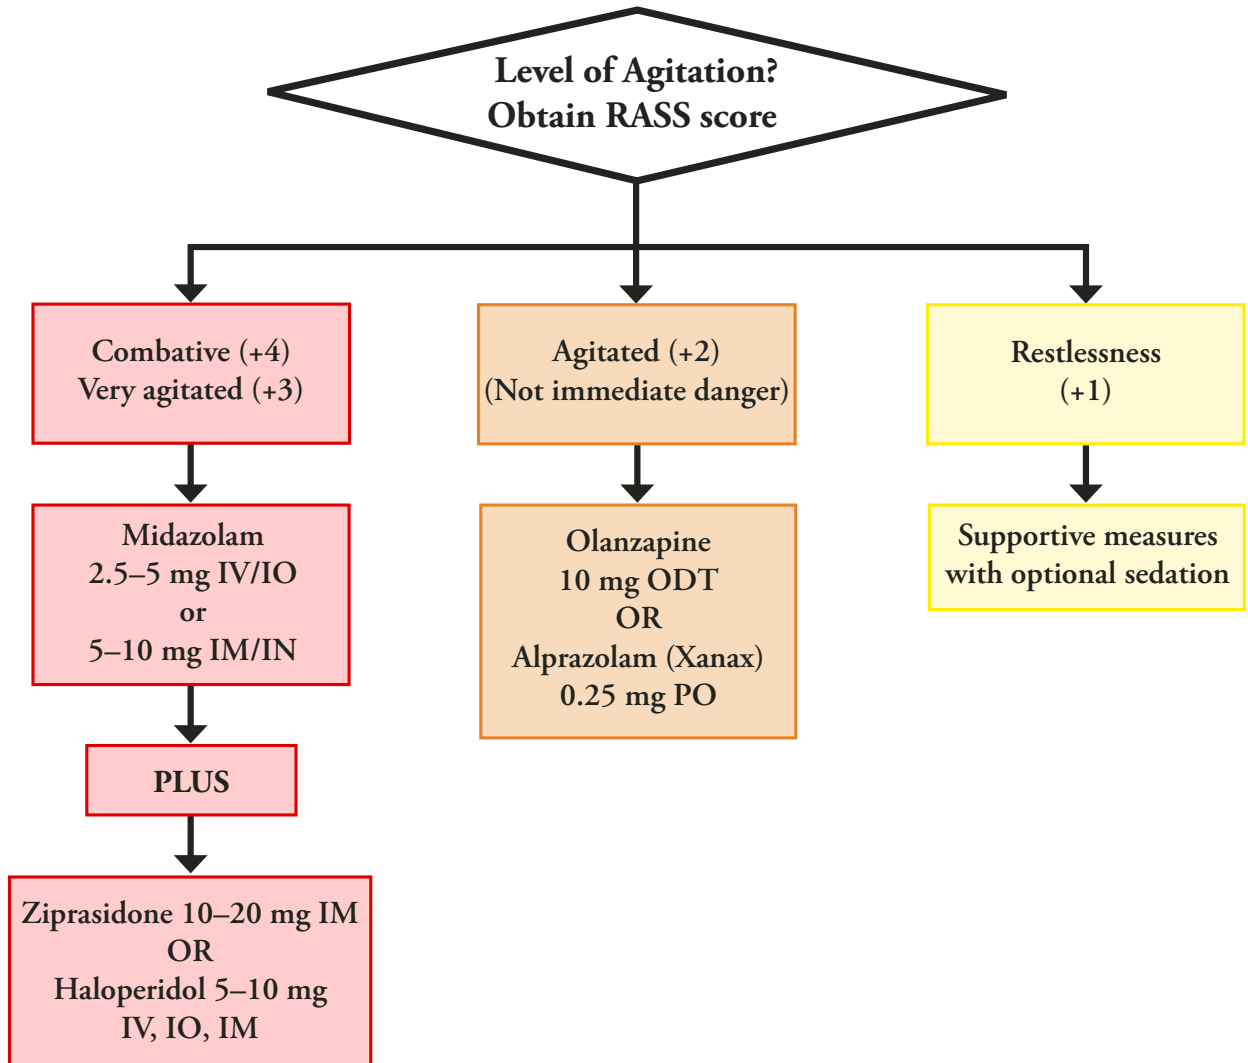 Level of Agitation?
Obtain RASS score
Combative (+4)
Very agitated (+3)
Midazolam
2.5–5 mg IV/IO
or
5–10 mg IM/IN
PLUS
Ziprasidone 10–20 mg IM
OR
Haloperidol 5–10 mg
IV, IO, IM
Agitated (+2)
(Not immediate danger)
Olanzapine
10 mg ODT
OR
Alprazolam (Xanax)
0.25 mg PO
Restlessness
(+1)
Supportive measures
with optional sedation